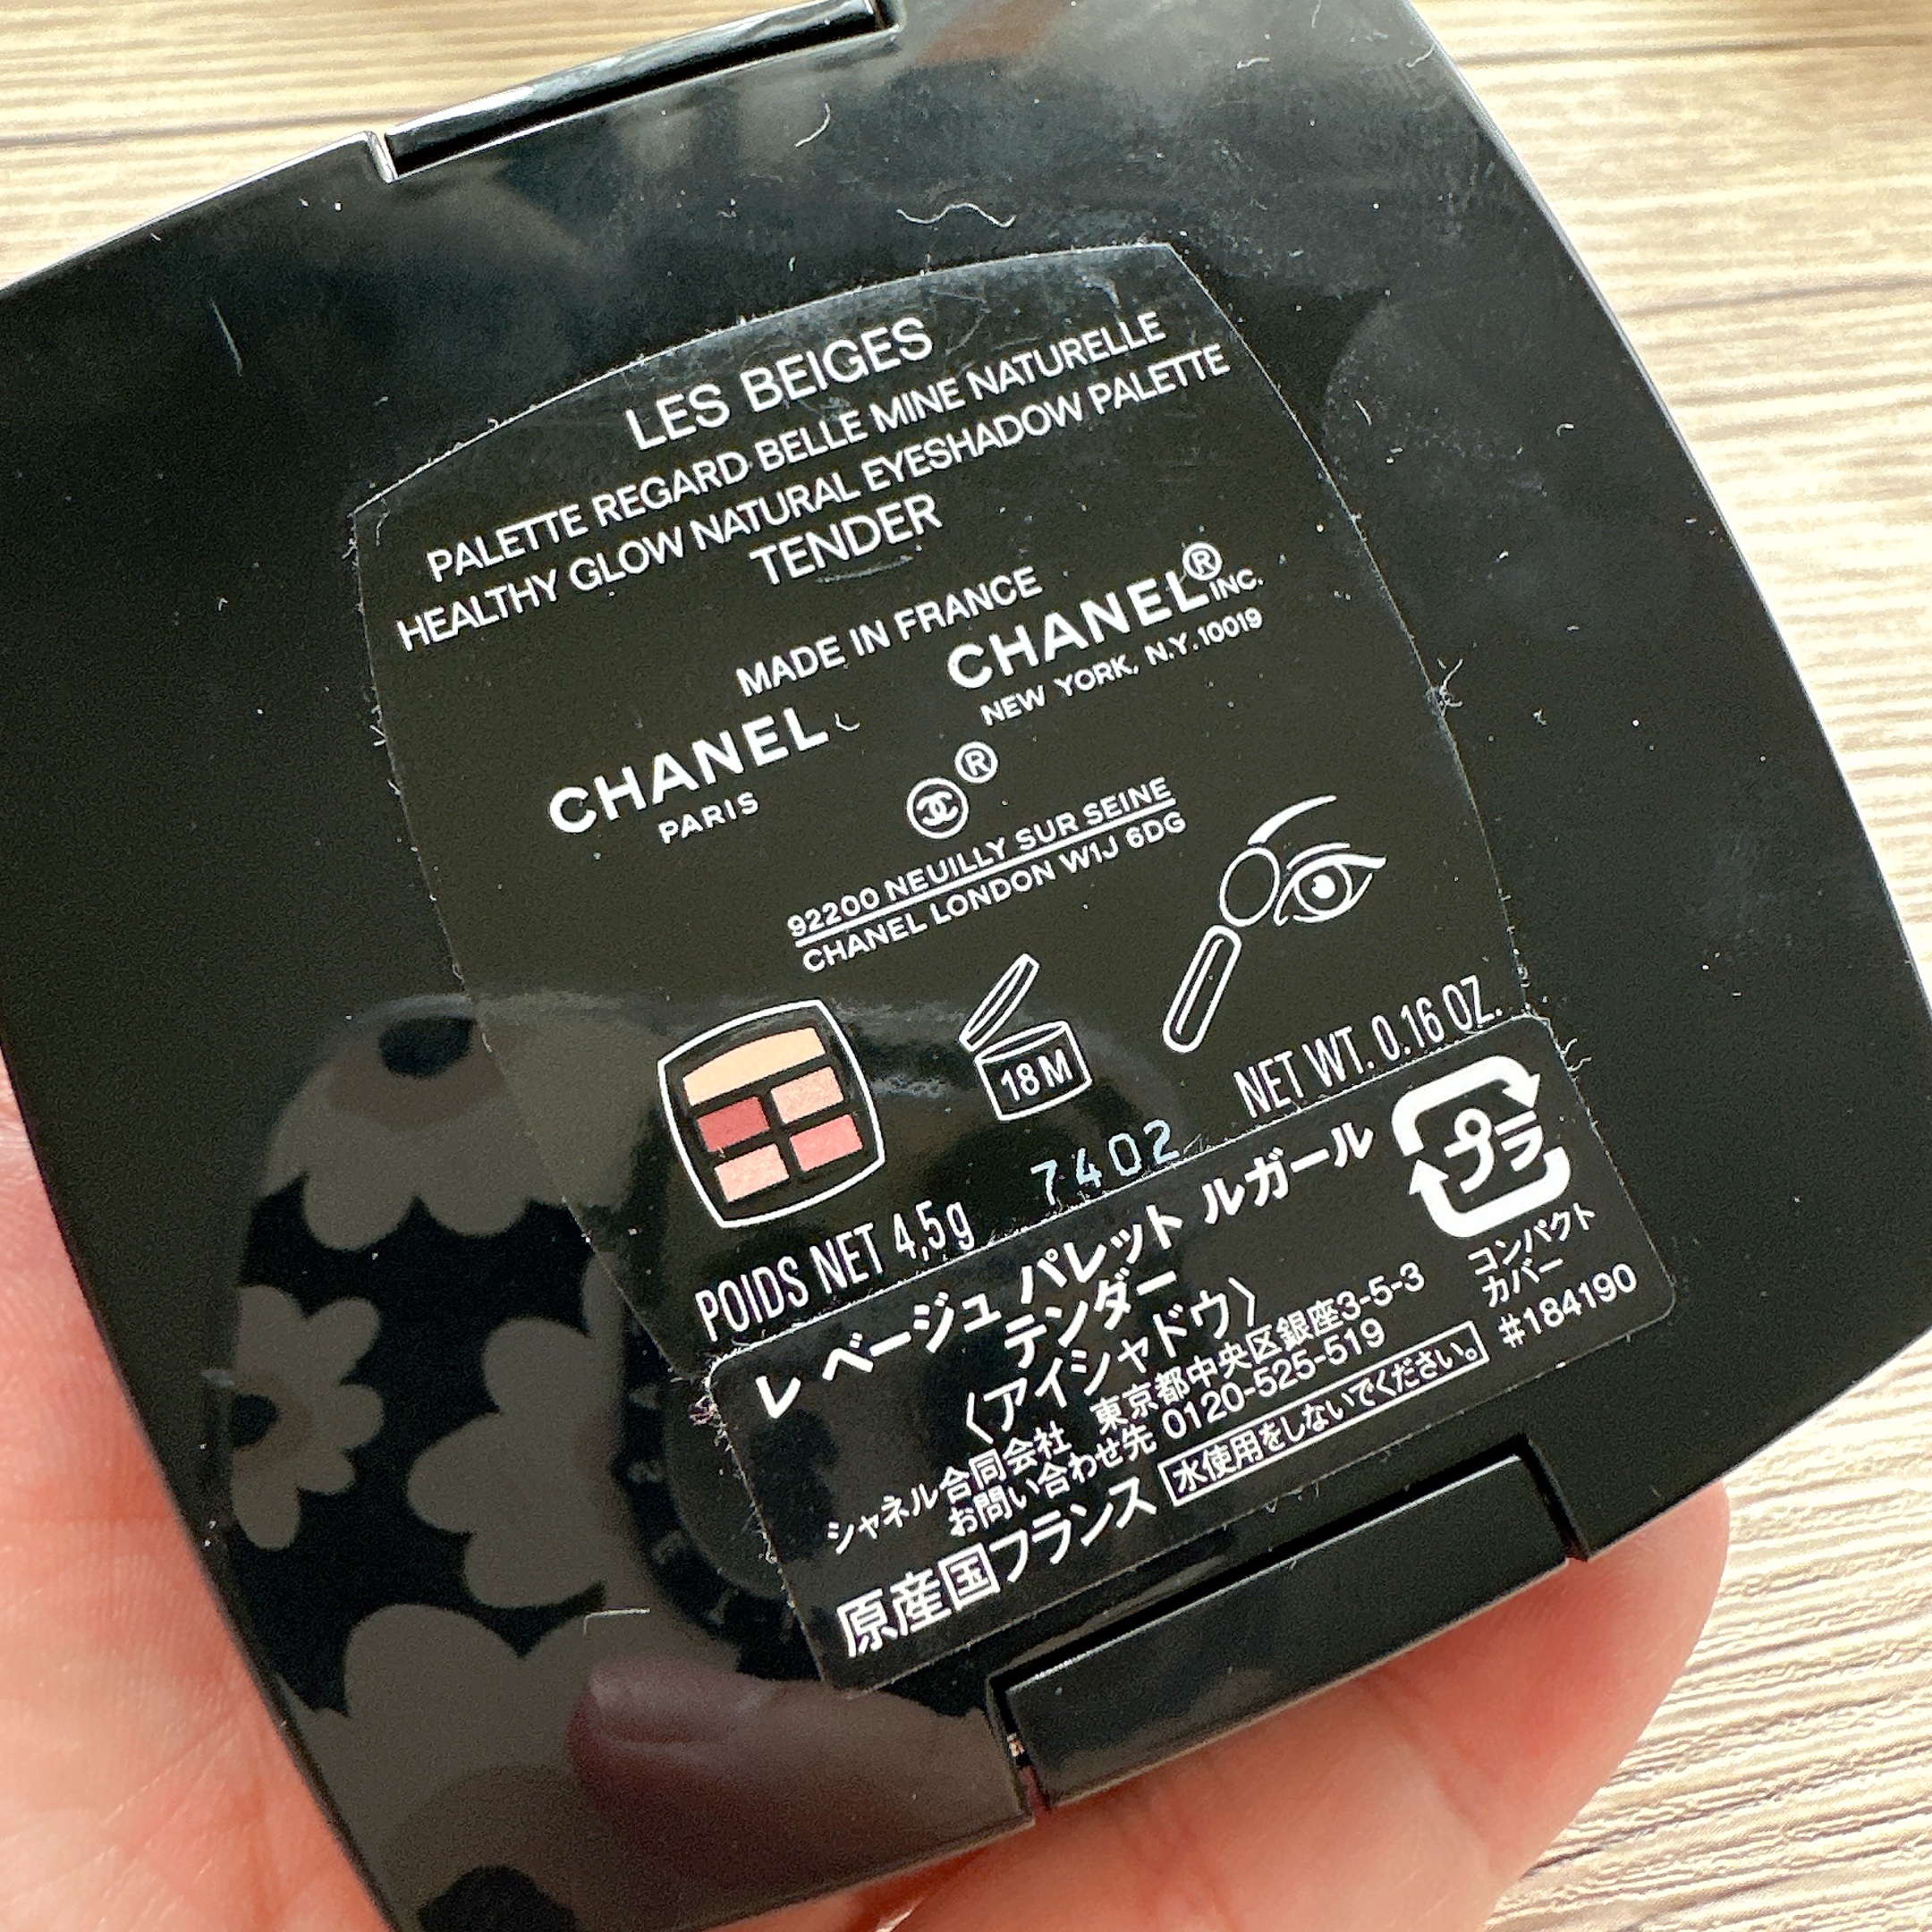 LES BEIGES
PALETTE REGARD BELLE MINE NATURELLE
HEALTHY GLOW NATURAL EYESHADOW PALETTE
TENDER
MADE IN FRANCE
CHANEL
PARIS
CHANEL® INC.
NEW YORK, N.Y. 10019
®
92200 NEUILLY SUR SEINE
CHANEL LONDON W1J 6DG
18M
POIDS NET 4,5g
7402
NET WT. 0.16 OZ.
レ ベージュ パレット ルガール
テンダー
〈アイシャドウ〉
シャネル合同会社 東京都中央区銀座3-5-3
お問い合わせ先 0120-525-519
原産国フランス 水使用をしないでください。
プラ
コンパクト
カバー
#184190